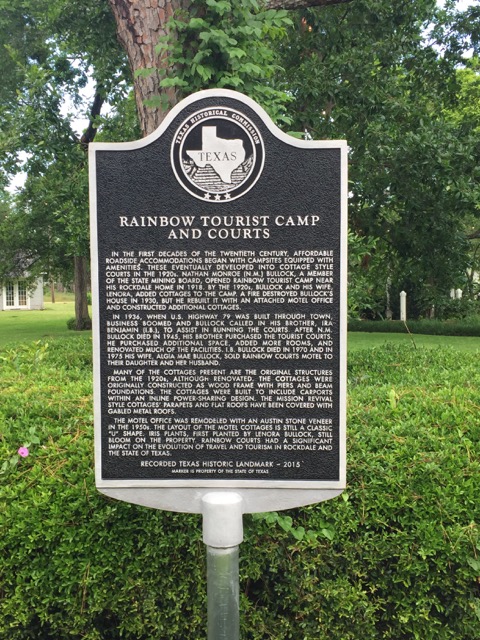 TEXAS HISTORICAL COMMISSION
TEXAS
RAINBOW TOURIST CAMP
AND COURTS
IN THE FIRST DECADES OF THE TWENTIETH CENTURY, AFFORDABLE
ROADSIDE ACCOMMODATIONS BEGAN WITH CAMPSITES EQUIPPED WITH
AMENITIES. THESE EVENTUALLY DEVELOPED INTO COTTAGE STYLE
COURTS IN THE 1920s. NATHAN MONROE (N.M.) BULLOCK, A MEMBER
OF THE STATE MINING BOARD, OPENED RAINBOW TOURIST CAMP NEAR
HIS ROCKDALE HOME IN 1918. BY THE 1920s, BULLOCK AND HIS WIFE,
LENORA, ADDED COTTAGES TO THE CAMP. A FIRE DESTROYED BULLOCK'S
HOUSE IN 1930, BUT HE REBUILT IT WITH AN ATTACHED MOTEL OFFICE
AND CONSTRUCTED ADDITIONAL COTTAGES.
IN 1936, WHEN U.S. HIGHWAY 79 WAS BUILT THROUGH TOWN,
BUSINESS BOOMED AND BULLOCK CALLED IN HIS BROTHER, IRA
BENJAMIN (I.B.), TO ASSIST IN RUNNING THE COURTS. AFTER N.M.
BULLOCK DIED IN 1945, HIS BROTHER PURCHASED THE TOURIST COURTS.
HE PURCHASED ADDITIONAL SPACE, ADDED MORE ROOMS, AND
RENOVATED MUCH OF THE FACILITIES. I.B. BULLOCK DIED IN 1970 AND IN
1975 HIS WIFE, ALGIA MAE BULLOCK, SOLD RAINBOW COURTS MOTEL TO
THEIR DAUGHTER AND HER HUSBAND.
MANY OF THE COTTAGES PRESENT ARE THE ORIGINAL STRUCTURES
FROM THE 1920s, ALTHOUGH RENOVATED. THE COTTAGES WERE
ORIGINALLY CONSTRUCTED AS WOOD FRAME WITH PIERS AND BEAM
FOUNDATIONS. THE COTTAGES WERE BUILT TO INCLUDE CARPORTS
WITHIN AN INLINE POWER-SHARING DESIGN. THE MISSION REVIVAL
STYLE COTTAGES' PARAPETS AND FLAT ROOFS HAVE BEEN COVERED WITH
GABLED METAL ROOFS.
THE MOTEL OFFICE WAS REMODELED WITH AN AUSTIN STONE VENEER
IN THE 1950s. THE LAYOUT OF THE MOTEL COTTAGES IS STILL A CLASSIC
"U" SHAPE. IRIS PLANTS, FIRST PLANTED BY LENORA BULLOCK, STILL
BLOOM ON THE PROPERTY. RAINBOW COURTS HAD A SIGNIFICANT
IMPACT ON THE EVOLUTION OF TRAVEL AND TOURISM IN ROCKDALE AND
THE STATE OF TEXAS.
RECORDED TEXAS HISTORIC LANDMARK - 2015
MARKER IS PROPERTY OF THE STATE OF TEXAS